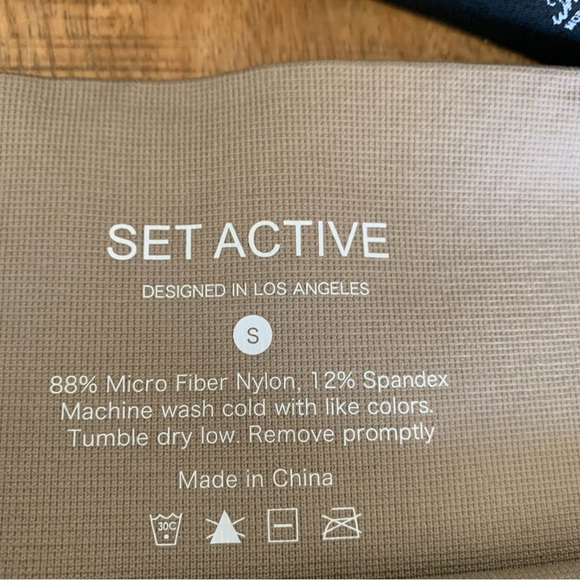 SET ACTIVE
DESIGNED IN LOS ANGELES
S
88% Micro Fiber Nylon, 12% Spandex
Machine wash cold with like colors.
Tumble dry low. Remove promptly
Made in China
30C